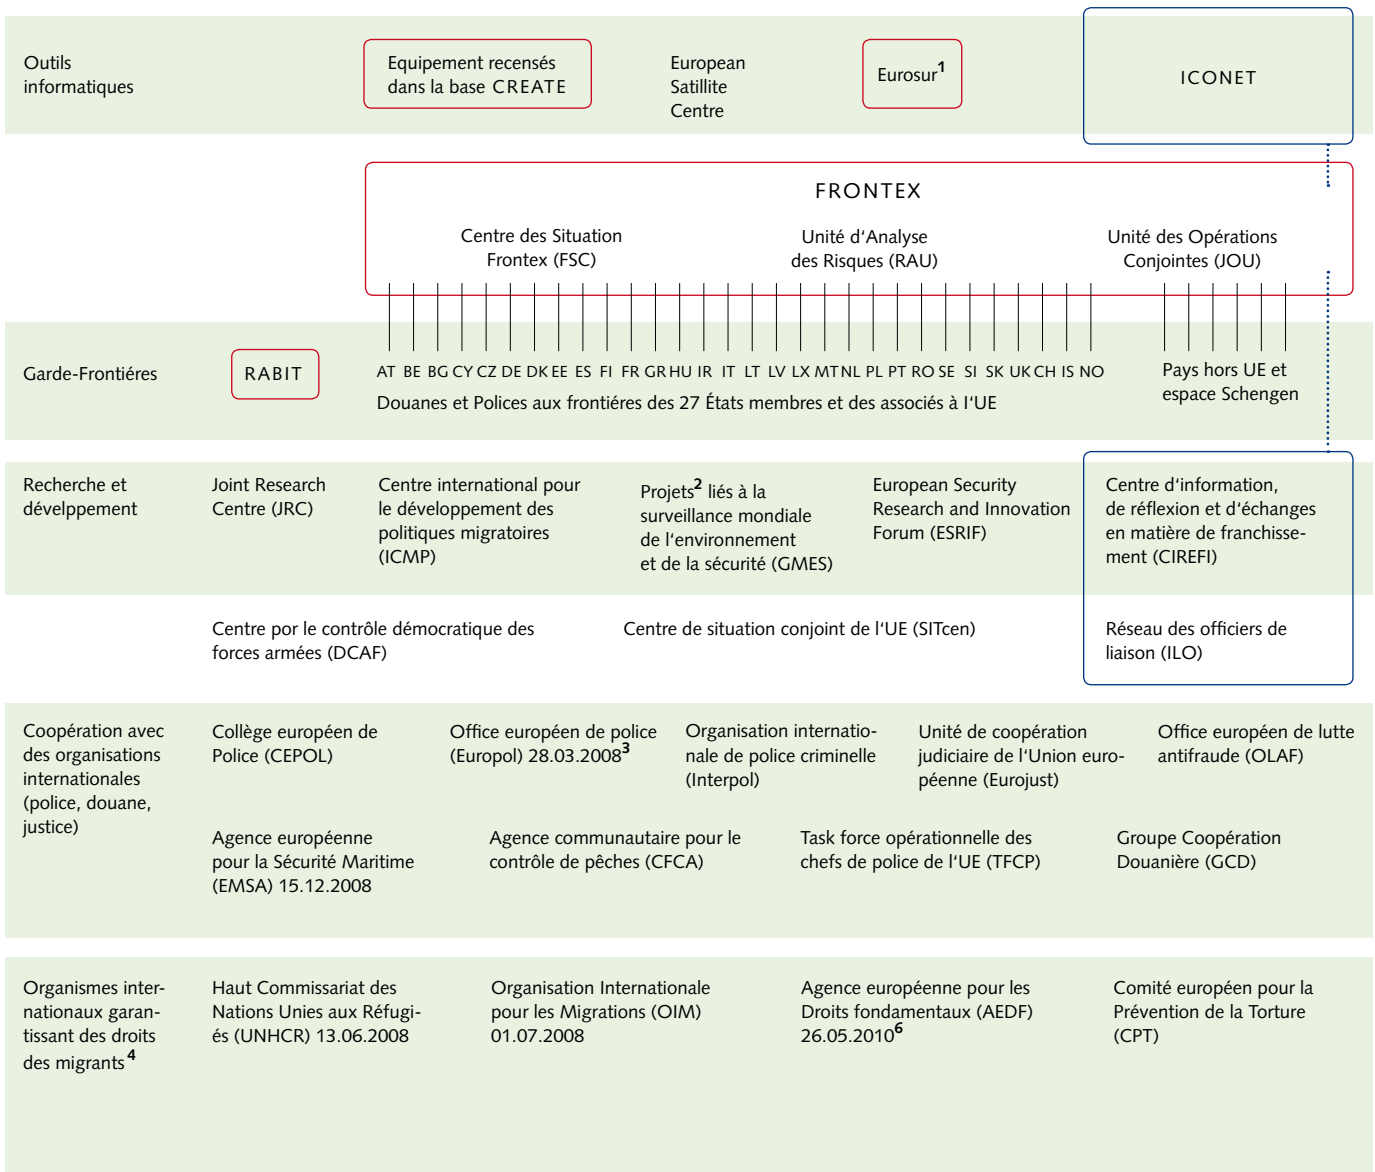 Outils
informatiques
Equipement recensés
dans la base CREATE
European
Satillite
Centre
Eurosur1
ICONET
FRONTEX
Centre des Situation
Frontex (FSC)
Unité d'Analyse
des Risques (RAU)
Unité des Opérations
Conjointes (JOU)
Garde-Frontiéres
RABIT
AT BE BG CY CZ DE DK EE ES FI FR GR HU IR IT LT LV LX MT NL PL PT RO SE SI SK UK CH IS NO
Douanes et Polices aux frontiéres des 27 États membres et des associés à l'UE
Pays hors UE et
espace Schengen
Recherche et
dévelppement
Joint Research
Centre (JRC)
Centre international pour
le développement des
politiques migratoires
(ICMP)
Projets2 liés à la
surveillance mondiale
de l'environnement
et de la sécurité (GMES)
European Security
Research and Innovation
Forum (ESRIF)
Centre d'information,
de réflexion et d'échanges
en matière de franchisse-
ment (CIREFI)
Centre por le contrôle démocratique des
forces armées (DCAF)
Centre de situation conjoint de l'UE (SITcen)
Réseau des officiers de
liaison (ILO)
Coopération avec
des organisations
internationales
(police, douane,
justice)
Collège européen de
Police (CEPOL)
Office européen de police
(Europol) 28.03.20083
Organisation internatio-
nale de police criminelle
(Interpol)
Unité de coopération
judiciaire de l'Union euro-
péenne (Eurojust)
Office européen de lutte
antifraude (OLAF)
Agence européenne
pour la Sécurité Maritime
(EMSA) 15.12.2008
Agence communautaire pour le
contrôle de pêches (CFCA)
Task force opérationnelle des
chefs de police de l'UE (TFCP)
Groupe Coopération
Douanière (GCD)
Organismes inter-
nationaux garan-
tissant des droits
des migrants4
Haut Commissariat des
Nations Unies aux Réfugi-
és (UNHCR) 13.06.2008
Organisation Internationale
pour les Migrations (OIM)
01.07.2008
Agence européenne pour les
Droits fondamentaux (AEDF)
26.05.20106
Comité européen pour la
Prévention de la Torture
(CPT)